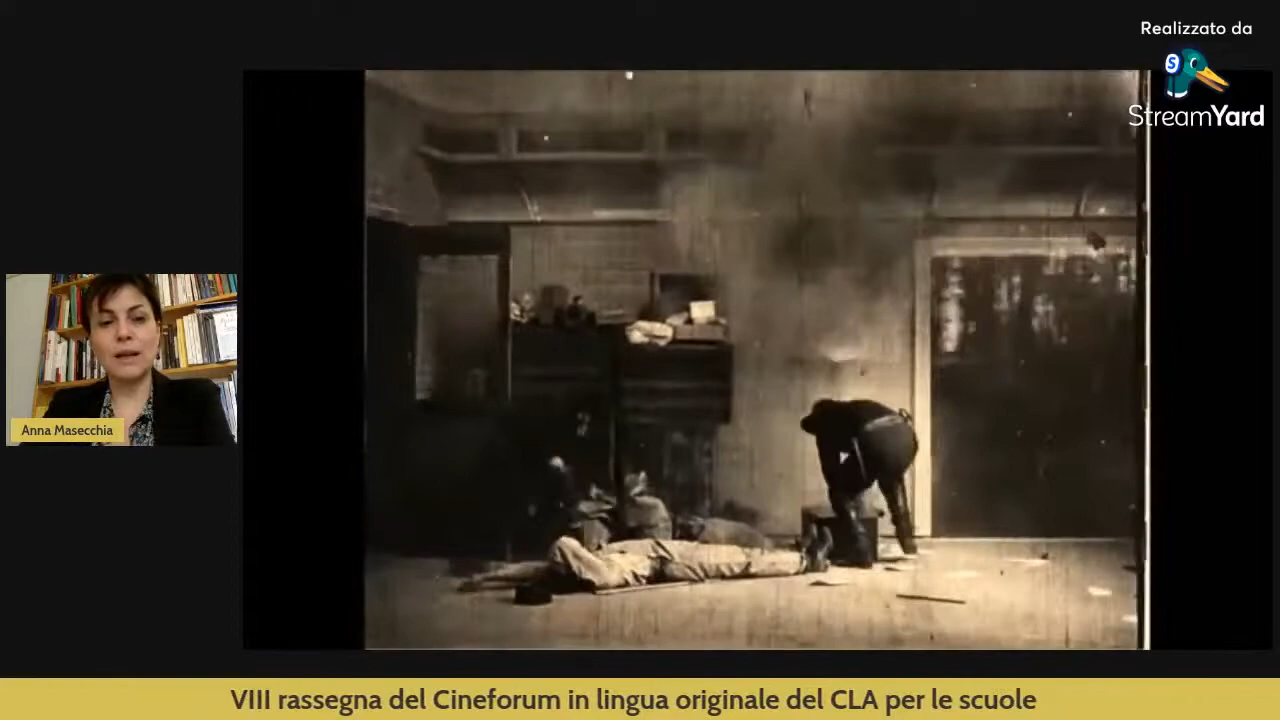 Realizzato da
StreamYard
Anna Masecchia
VIII rassegna del Cineforum in lingua originale del CLA per le scuole